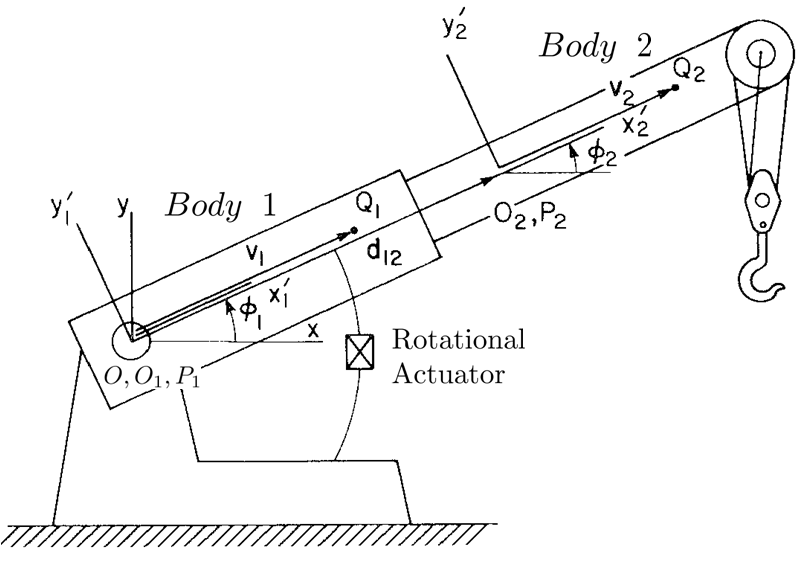 y₂′
Body 2
Q₂
v₂
x₂′
ϕ₂
y₁′
y
Body 1
Q₁
O₂, P₂
v₁
d₁₂
x₁′
ϕ₁
x
Rotational
Actuator
O, O₁, P₁